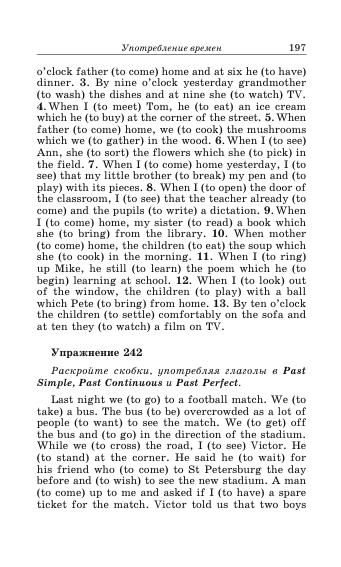 Употребление времен 197
o'clock father (to come) home and at six he (to have)
dinner. 3. By nine o'clock yesterday grandmother
(to wash) the dishes and at nine she (to watch) TV.
4. When I (to meet) Tom, he (to eat) an ice cream
which he (to buy) at the corner of the street. 5. When
father (to come) home, we (to cook) the mushrooms
which we (to gather) in the wood. 6. When I (to see)
Ann, she (to sort) the flowers which she (to pick) in
the field. 7. When I (to come) home yesterday, I (to
see) that my little brother (to break) my pen and (to
play) with its pieces. 8. When I (to open) the door of
the classroom, I (to see) that the teacher already (to
come) and the pupils (to write) a dictation. 9. When
I (to come) home, my sister (to read) a book which
she (to bring) from the library. 10. When mother
(to come) home, the children (to eat) the soup which
she (to cook) in the morning. 11. When I (to ring)
up Mike, he still (to learn) the poem which he (to
begin) learning at school. 12. When I (to look) out
of the window, the children (to play) with a ball
which Pete (to bring) from home. 13. By ten o'clock
the children (to settle) comfortably on the sofa and
at ten they (to watch) a film on TV.
Упражнение 242
Раскройте скобки, употребляя глаголы в Past
Simple, Past Continuous и Past Perfect.
Last night we (to go) to a football match. We (to
take) a bus. The bus (to be) overcrowded as a lot of
people (to want) to see the match. We (to get) off
the bus and (to go) in the direction of the stadium.
While we (to cross) the road, I (to see) Victor. He
(to stand) at the corner. He said he (to wait) for
his friend who (to come) to St Petersburg the day
before and (to wish) to see the new stadium. A man
(to come) up to me and asked if I (to have) a spare
ticket for the match. Victor told us that two boys